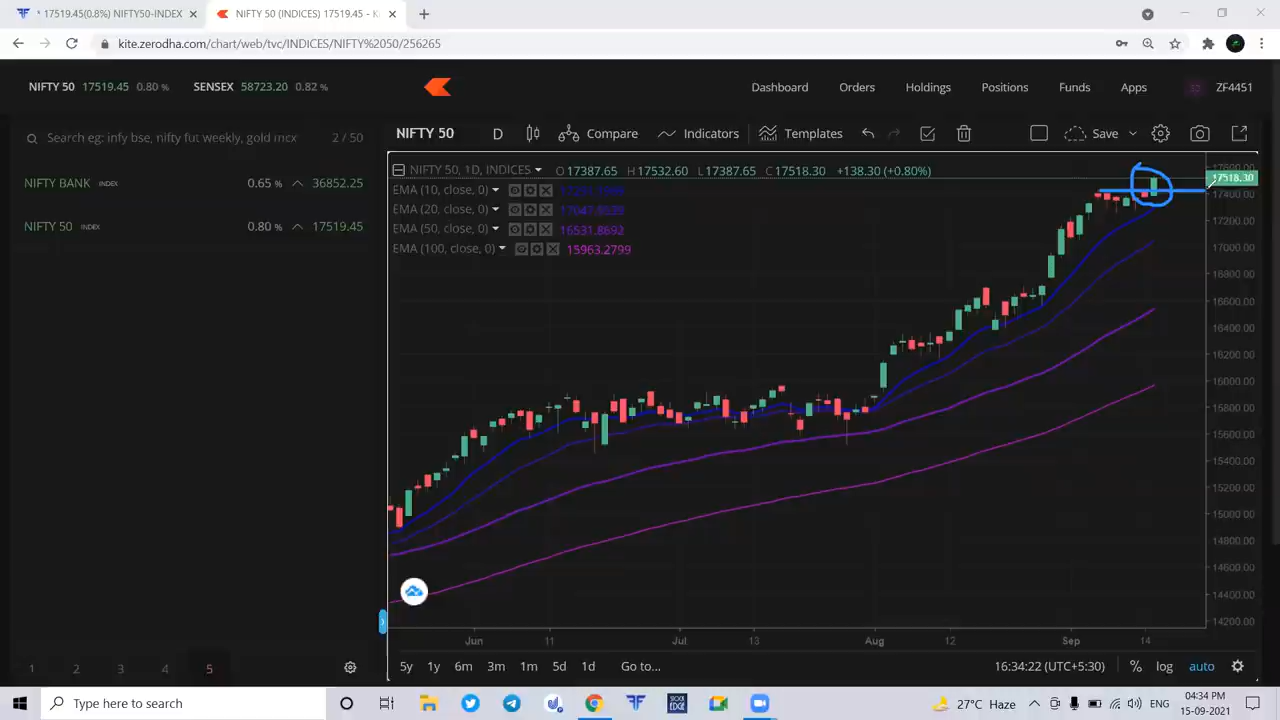 * 17519.45(0.8%) NIFTY50-INDEX
NIFTY 50 (INDICES) 17519.45 - K
kite.zerodha.com/chart/web/tvc/INDICES/NIFTY%2050/256265
NIFTY 50 17519.45 0.80 % SENSEX 58723.20 0.82 %
Dashboard Orders Holdings Positions Funds Apps ZF4451
Search eg: infy bse, nifty fut weekly, gold mcx 2 / 50
NIFTY BANK INDEX 0.65 % 36852.25
NIFTY 50 INDEX 0.80 % 17519.45
NIFTY 50 D Compare Indicators Templates Save
NIFTY 50, 1D, INDICES O17387.65 H17532.60 L17387.65 C17518.30 +138.30 (+0.80%)
EMA (10, close, 0)
EMA (20, close, 0)
EMA (50, close, 0) 16531.8692
EMA (100, close, 0) 15963.2799
17600.00
17518.30
17400.00
17200.00
17000.00
16800.00
16600.00
16400.00
16200.00
16000.00
15800.00
15600.00
15400.00
15200.00
15000.00
14800.00
14600.00
14400.00
14200.00
Jun 11 Jul 13 Aug 12 Sep 14
5y 1y 6m 3m 1m 5d 1d Go to... 16:34:22 (UTC+5:30) % log auto
1 2 3 4 5
Type here to search
STOCK EDGE
27°C Haze ENG
04:34 PM
15-09-2021